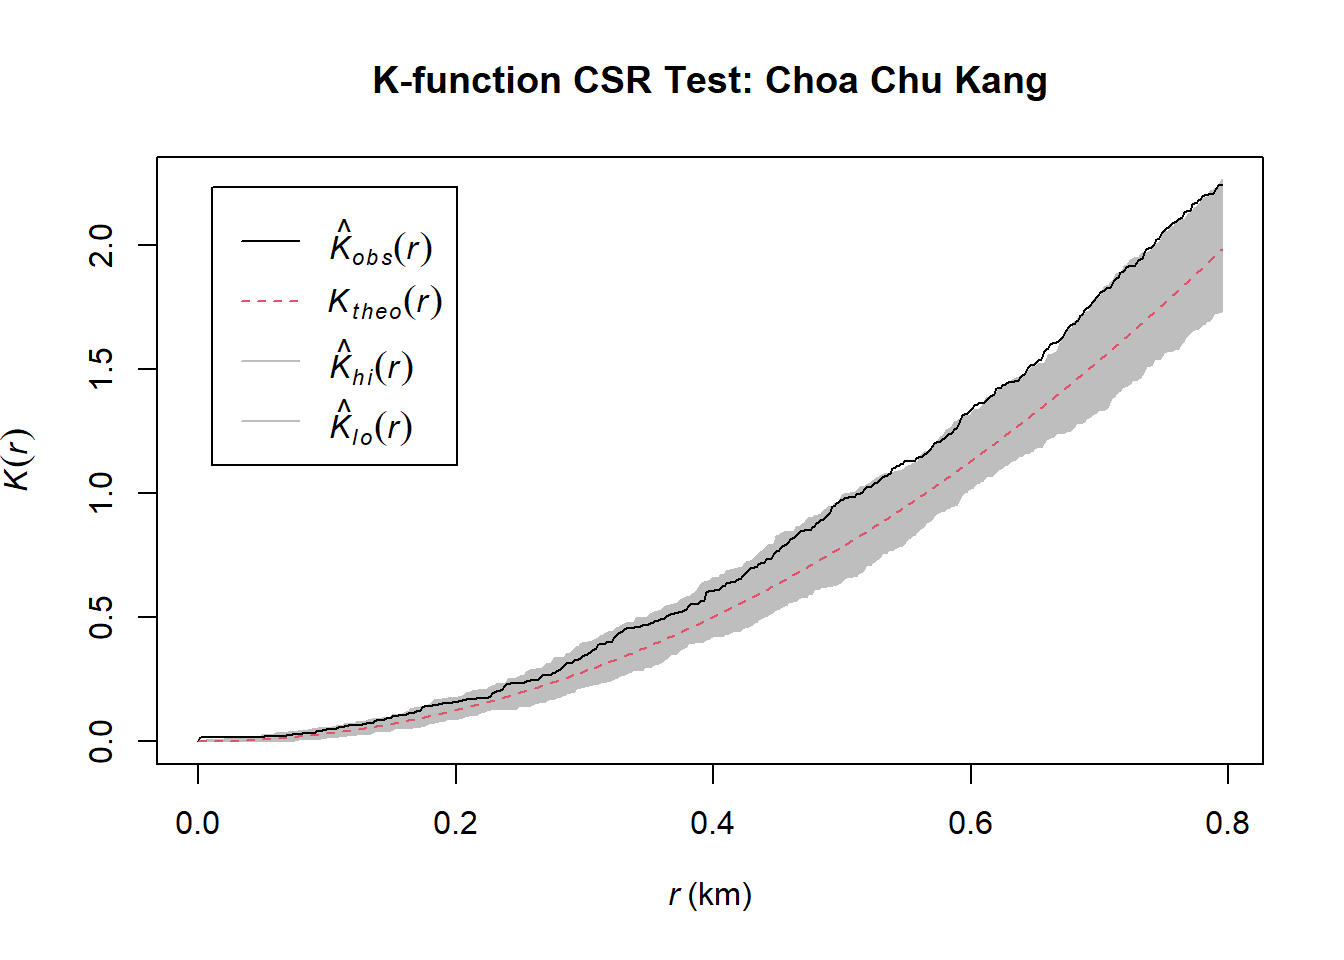 K-function CSR Test: Choa Chu Kang
K̂obs(r)
Ktheo(r)
K̂hi(r)
K̂lo(r)
K(r)
2.0
1.5
1.0
0.5
0.0
0.0 0.2 0.4 0.6 0.8
r (km)